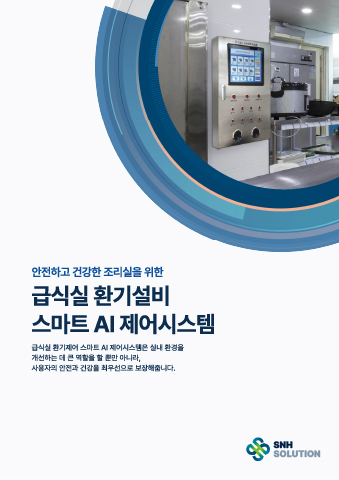 안전하고 건강한 조리실을 위한
급식실 환기설비
스마트 AI 제어시스템
급식실 환기제어 스마트 AI 제어시스템은 실내 환경을
개선하는 데 큰 역할을 할 뿐만 아니라,
사용자의 안전과 건강을 최우선으로 보장해줍니다.
SNH
SOLUTION